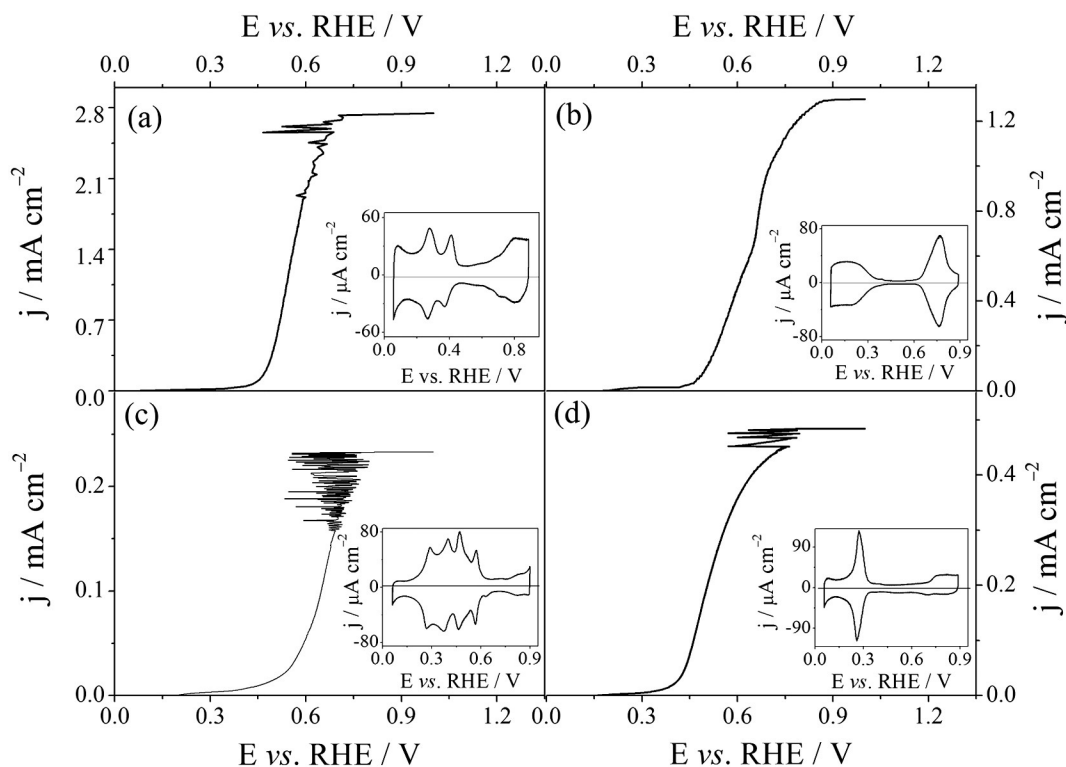 E vs. RHE / V E vs. RHE / V
0.0 0.3 0.6 0.9 1.2 0.0 0.3 0.6 0.9 1.2
(a)
j / mA cm⁻²
2.8
2.1
1.4
0.7
0.0
j / μA cm⁻²
60
0
-60
0.0 0.4 0.8
E vs. RHE / V
(b)
j / mA cm⁻²
1.2
0.8
0.4
0.0
j / μA cm⁻²
80
0
-80
0.0 0.3 0.6 0.9
E vs. RHE / V
(c)
j / mA cm⁻²
0.2
0.1
0.0
j / μA cm⁻²
80
0
-80
0.0 0.3 0.6 0.9
E vs. RHE / V
(d)
j / mA cm⁻²
0.4
0.2
0.0
j / μA cm⁻²
90
0
-90
0.0 0.3 0.6 0.9
E vs. RHE / V
0.0 0.3 0.6 0.9 1.2 0.0 0.3 0.6 0.9 1.2
E vs. RHE / V E vs. RHE / V